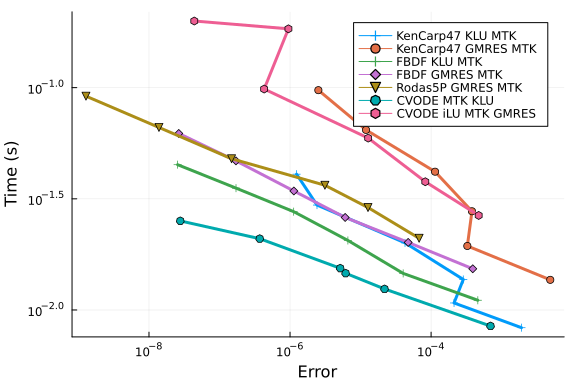 KenCarp47 KLU MTK
KenCarp47 GMRES MTK
FBDF KLU MTK
FBDF GMRES MTK
Rodas5P GMRES MTK
CVODE MTK KLU
CVODE iLU MTK GMRES
Time (s)
10⁻¹·⁰
10⁻¹·⁵
10⁻²·⁰
10⁻⁸ 10⁻⁶ 10⁻⁴
Error